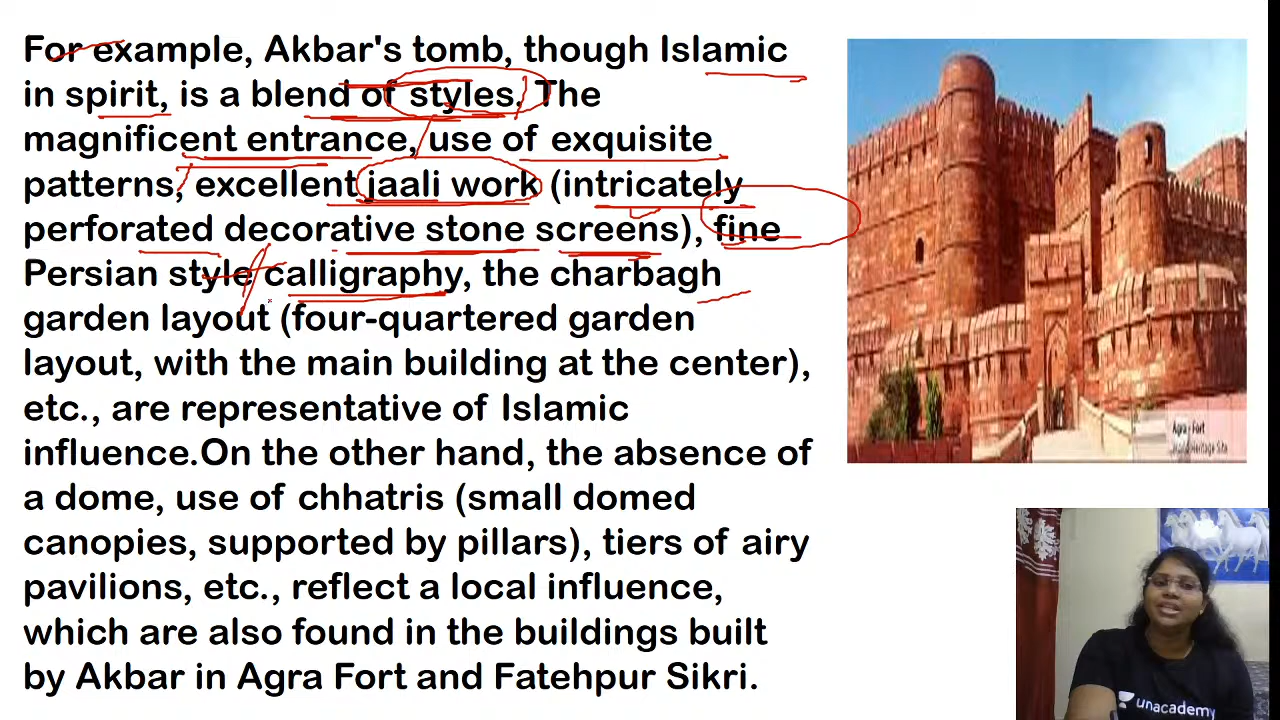 For example, Akbar's tomb, though Islamic
in spirit, is a blend of styles. The
magnificent entrance, use of exquisite
patterns, excellent jaali work (intricately
perforated decorative stone screens), fine
Persian style calligraphy, the charbagh
garden layout (four-quartered garden
layout, with the main building at the center),
etc., are representative of Islamic
influence.On the other hand, the absence of
a dome, use of chhatris (small domed
canopies, supported by pillars), tiers of airy
pavilions, etc., reflect a local influence,
which are also found in the buildings built
by Akbar in Agra Fort and Fatehpur Sikri.
Agra - Fort
World Heritage Site
unacademy